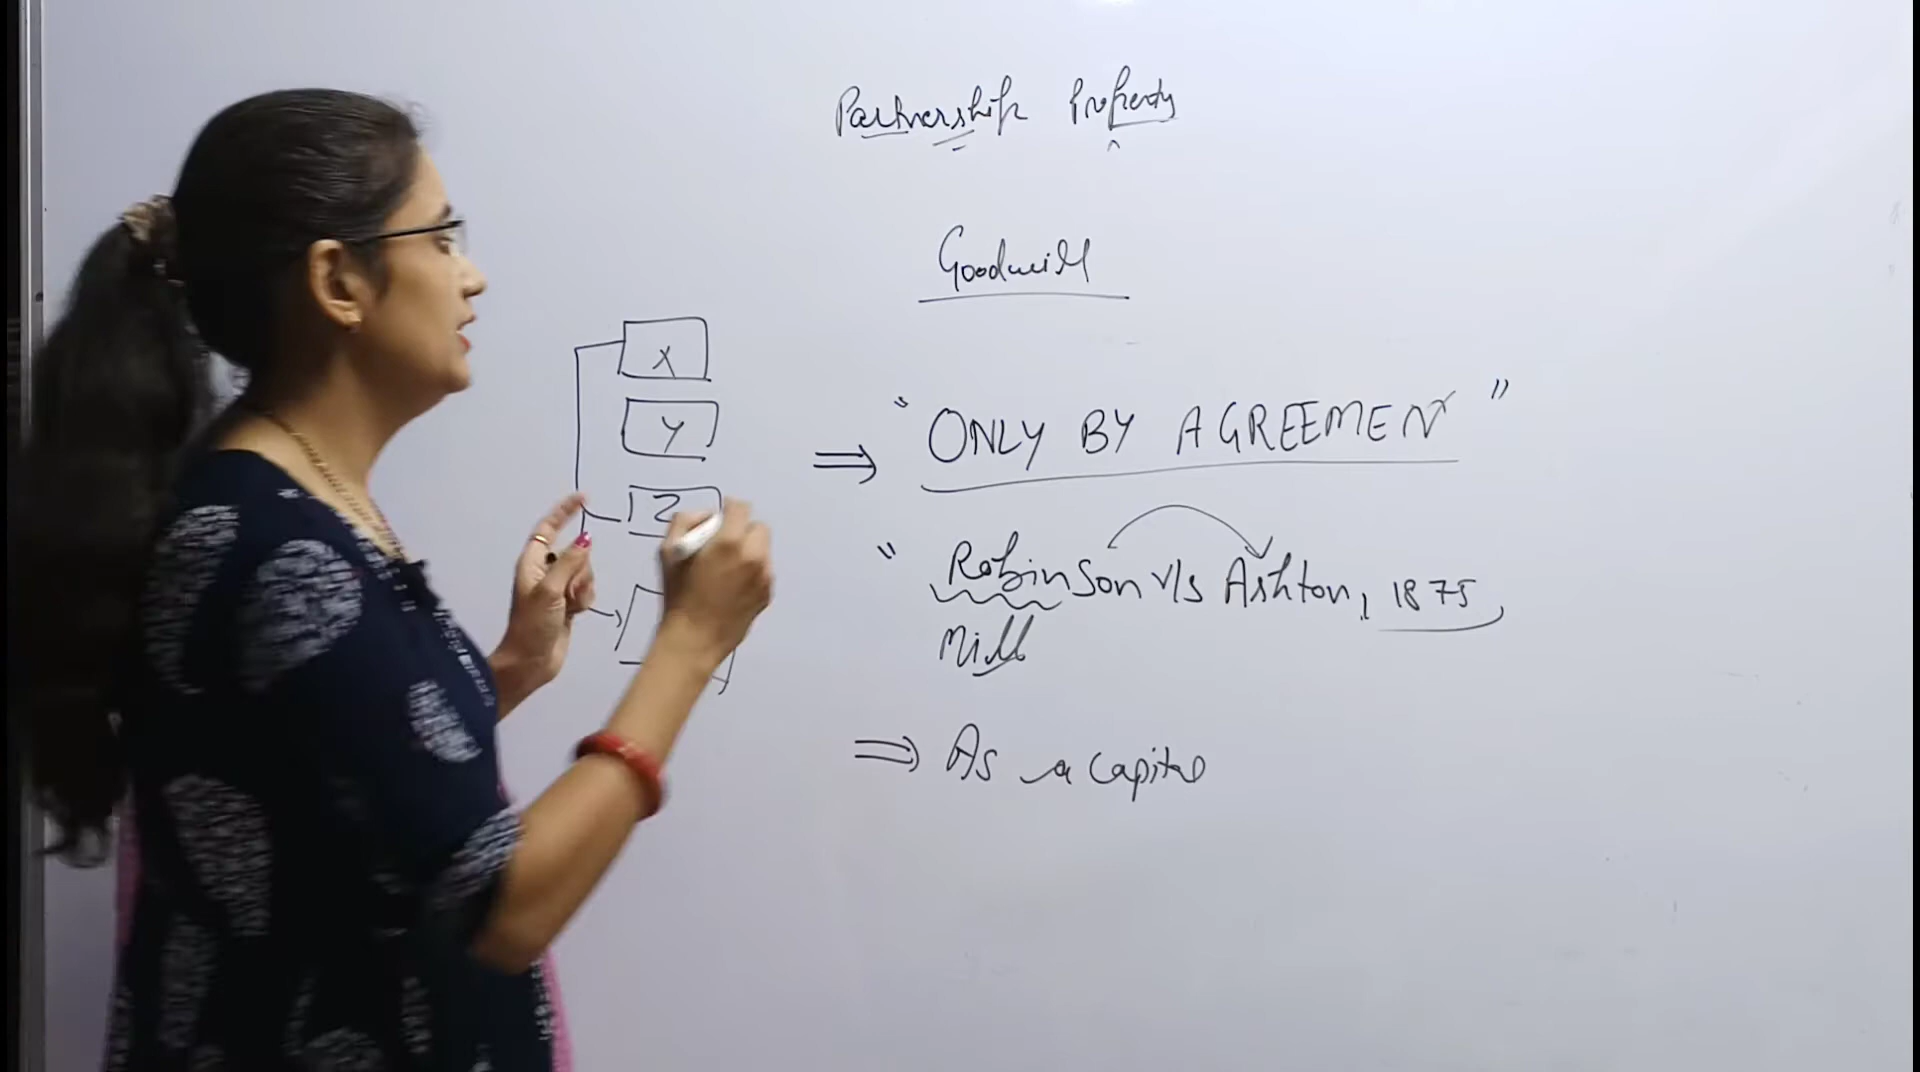 Partnership Property
Goodwill
X
Y
Z
⇒ "ONLY BY AGREEMENT"
" Robinson v/s Ashton, 1875
Mill
⇒ As a capital